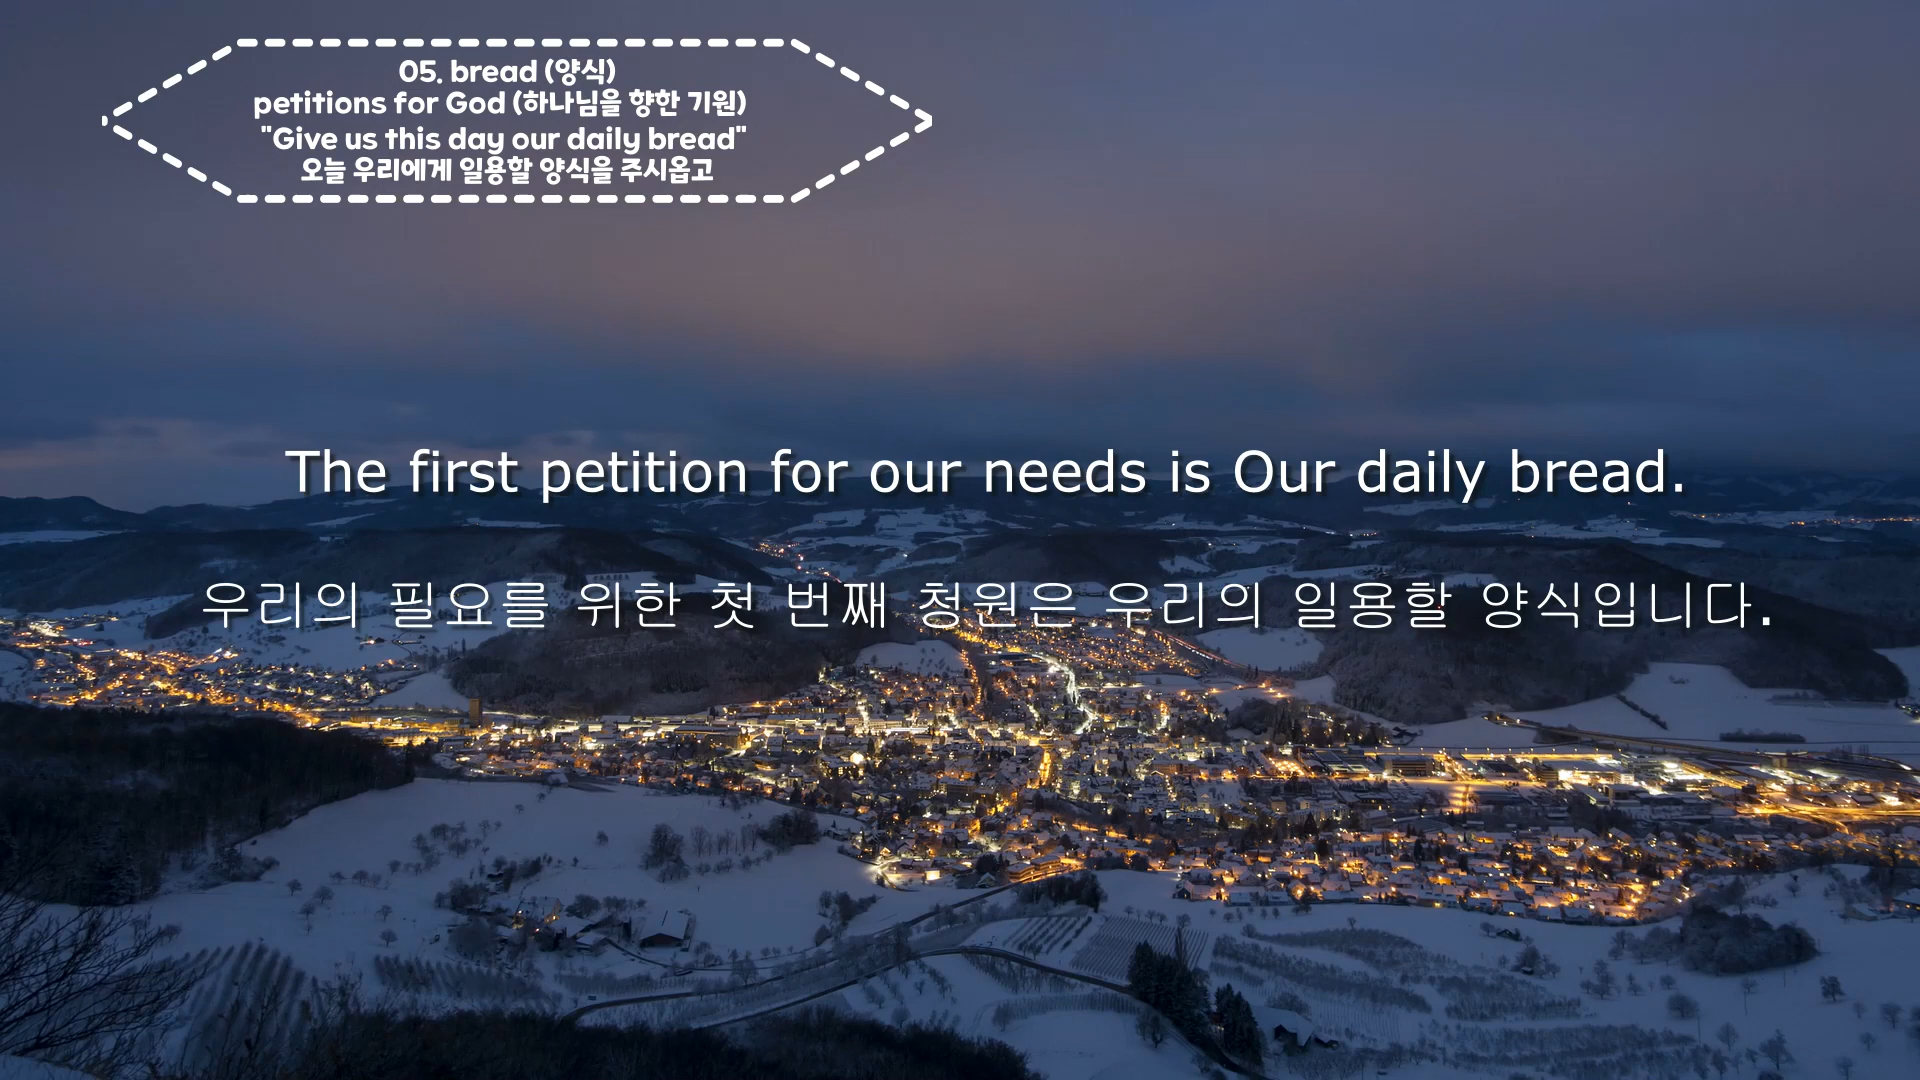 05. bread (양식)
petitions for God (하나님을 향한 기원)
"Give us this day our daily bread"
오늘 우리에게 일용할 양식을 주시옵고
The first petition for our needs is Our daily bread.
우리의 필요를 위한 첫 번째 청원은 우리의 일용할 양식입니다.